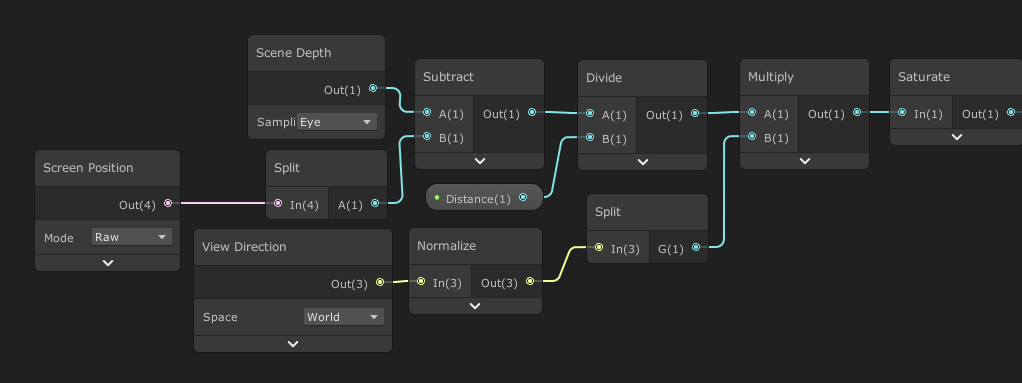 Scene Depth
Out(1)
Sampli Eye
Subtract
A(1) Out(1)
B(1)
Divide
A(1) Out(1)
B(1)
Multiply
A(1) Out(1)
B(1)
Saturate
In(1) Out(1)
Screen Position
Out(4)
Mode Raw
Split
In(4) A(1)
Distance(1)
View Direction
Out(3)
Space World
Normalize
In(3) Out(3)
Split
In(3) G(1)